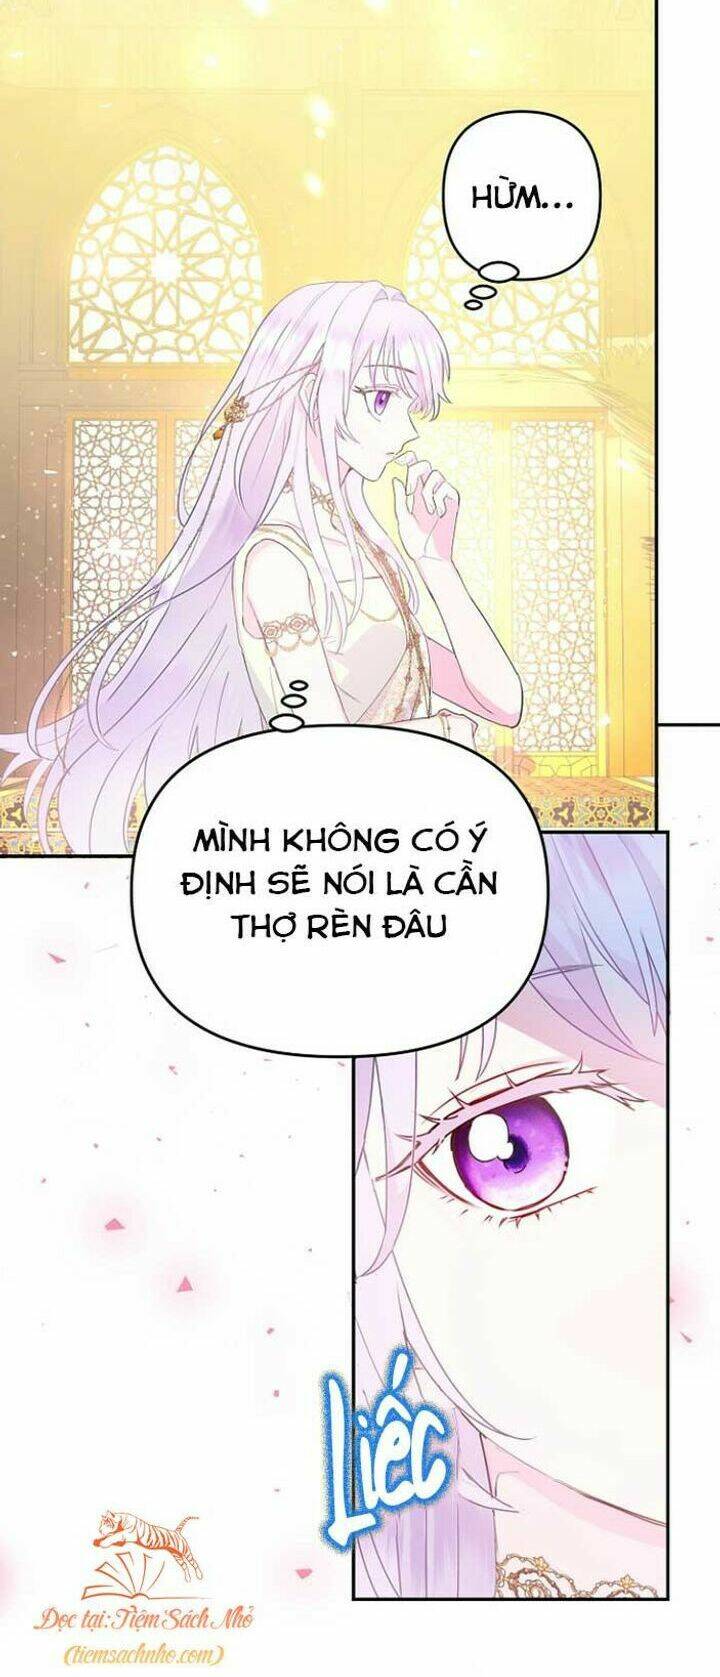 HỪM...
MÌNH KHÔNG CÓ Ý
ĐỊNH SẼ NÓI LÀ CẦN
THỢ RÈN ĐÂU
Liếc
Đọc tại: Tiệm Sách Nhỏ
(tiemsachnho.com)